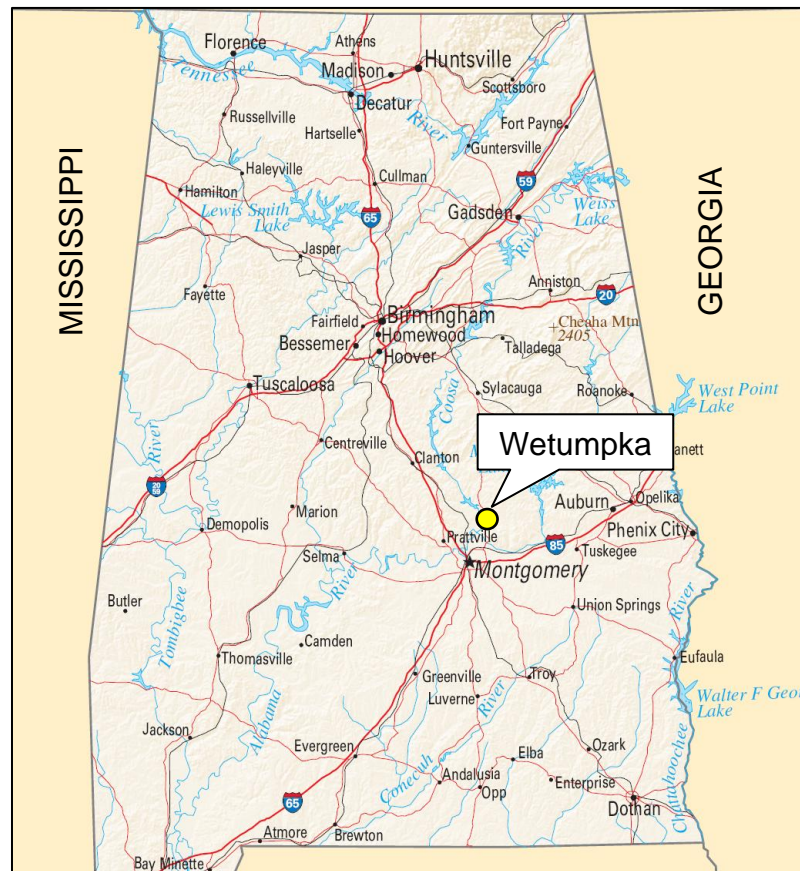 Florence
Athens
Huntsville
Tennessee
Madison
Scottsboro
Decatur
Russellville
River
Fort Payne
Hartselle
Guntersville
MISSISSIPPI
GEORGIA
Haleyville
Cullman
59
Hamilton
Weiss
Lake
Lewis Smith
Lake
65
Gadsden
River
Jasper
Anniston
Fayette
20
Birmingham
Fairfield
Cheaha Mtn
2405
Homewood
Bessemer
Talladega
Hoover
Tuscaloosa
Coosa
Sylacauga
Roanoke
West Point
Lake
Wetumpka
River
Centreville
Clanton
anett
20
59
Marion
Auburn
Opelika
Demopolis
Prattville
Phenix City
Selma
85
Tuskegee
Montgomery
River
Butler
Union Springs
River
Tombigbee
Camden
Thomasville
Eufaula
Greenville
Troy
Luverne
River
Walter F Geor
Lake
Alabama
Jackson
Evergreen
Elba
Ozark
Conecuh
Andalusia
Enterprise
Opp
65
Dothan
Chattahoochee
Atmore
Brewton
Bay Minette